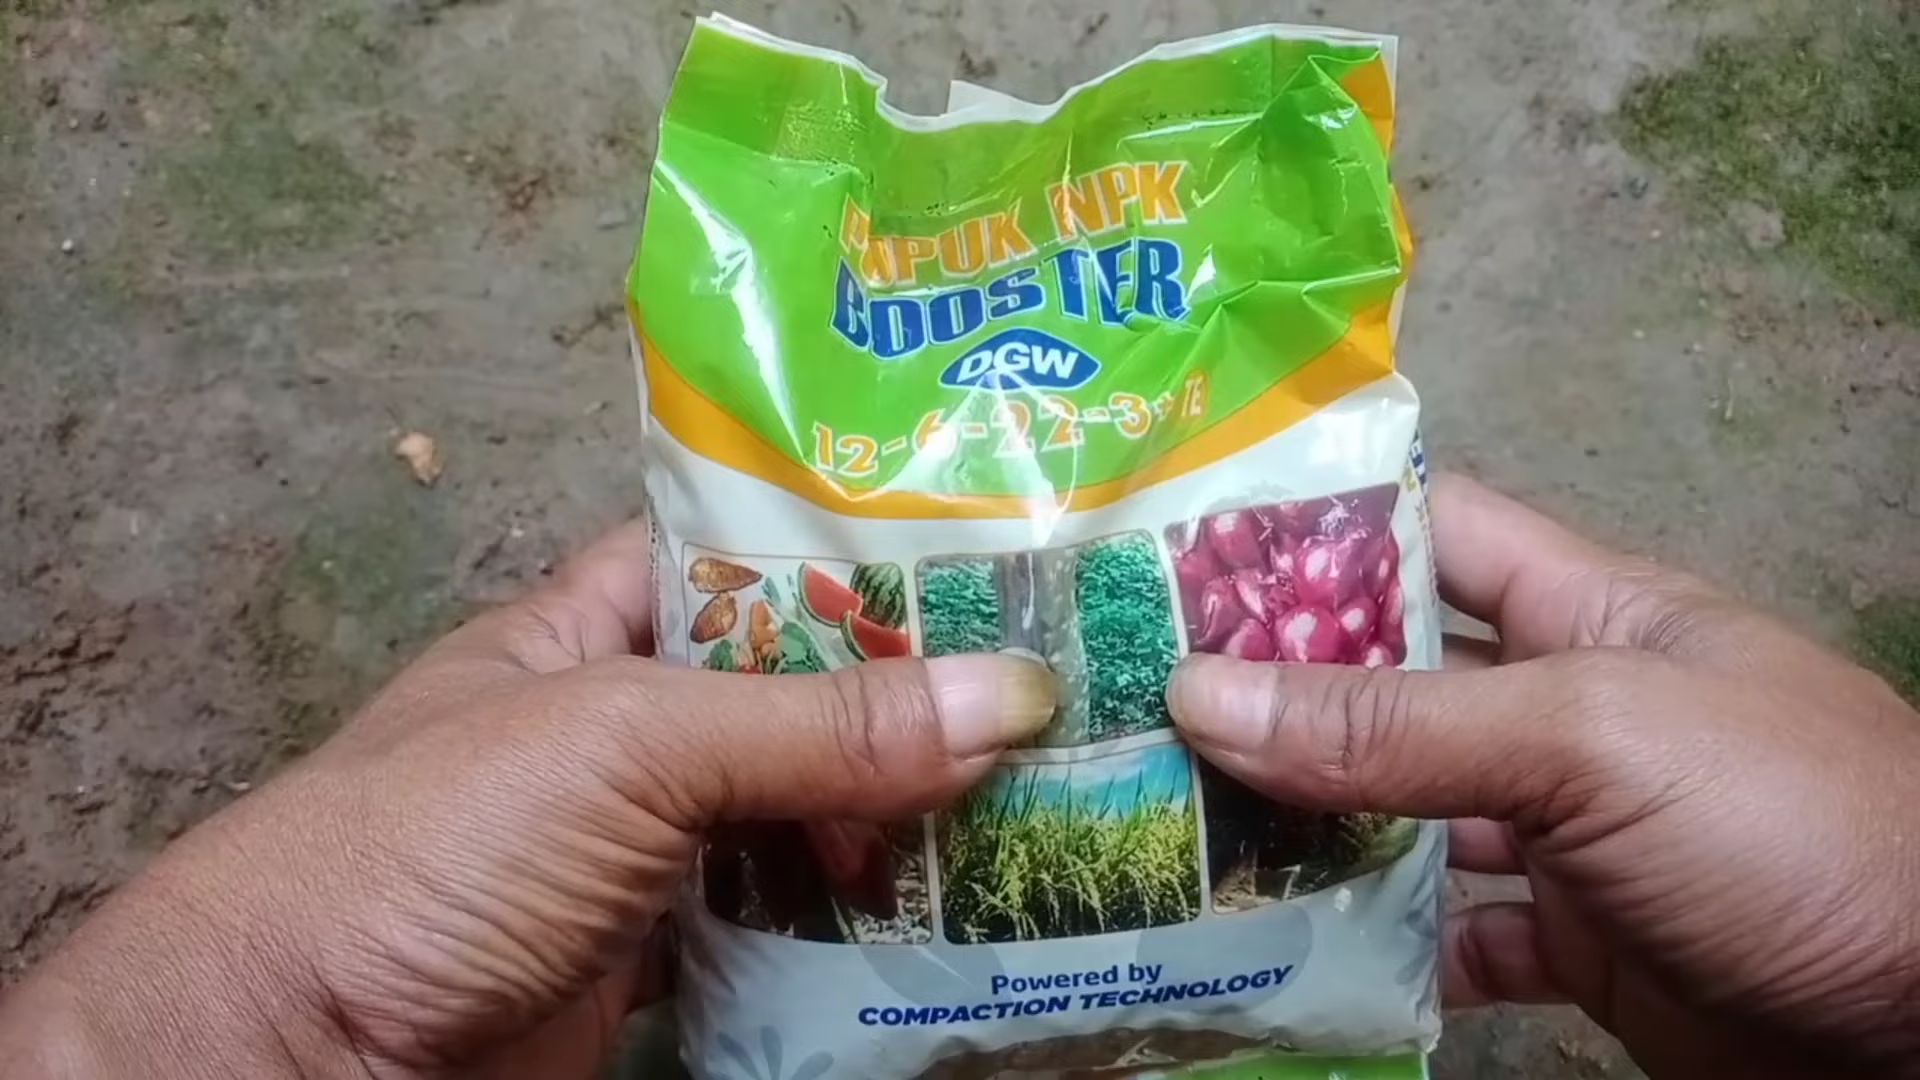 PUPUK NPK
BOOSTER
DGW
12-6-22-3+TE
Powered by
COMPACTION TECHNOLOGY